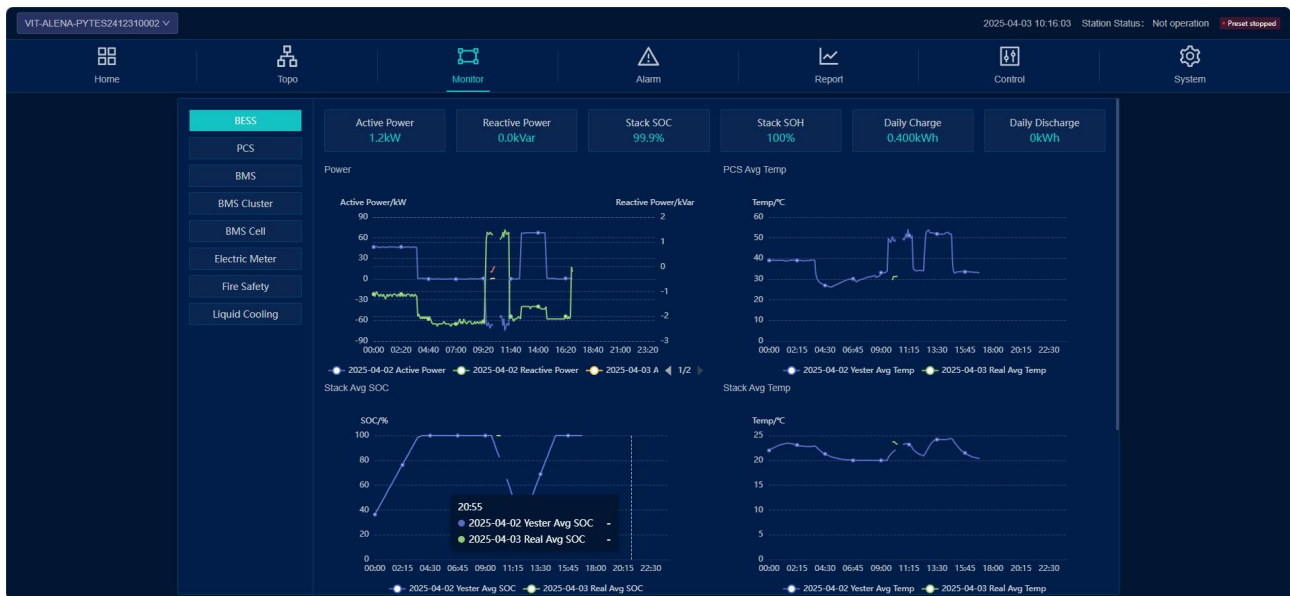 VIT-ALENA-PYTES2412310002
2025-04-03 10:16:03 Station Status: Not operation Preset stopped
Home Topo Monitor Alarm Report Control System
BESS
PCS
BMS
BMS Cluster
BMS Cell
Electric Meter
Fire Safety
Liquid Cooling
Active Power Reactive Power Stack SOC Stack SOH Daily Charge Daily Discharge
1.2kW 0.0kVar 99.9% 100% 0.400kWh 0kWh
Power
Active Power/kW Reactive Power/kVar
90 2
60 1
30
0 0
-30 -1
-60 -2
-90 -3
00:00 02:20 04:40 07:00 09:20 11:40 14:00 16:20 18:40 21:00 23:20
2025-04-02 Active Power 2025-04-02 Reactive Power 2025-04-03 A 1/2
PCS Avg Temp
Temp/°C
60
50
40
30
20
10
0
00:00 02:15 04:30 06:45 09:00 11:15 13:30 15:45 18:00 20:15 22:30
2025-04-02 Yester Avg Temp 2025-04-03 Real Avg Temp
Stack Avg SOC
SOC/%
100
80
60
40
20
0
20:55
2025-04-02 Yester Avg SOC -
2025-04-03 Real Avg SOC -
00:00 02:15 04:30 06:45 09:00 11:15 13:30 15:45 18:00 20:15 22:30
2025-04-02 Yester Avg SOC 2025-04-03 Real Avg SOC
Stack Avg Temp
Temp/°C
25
20
15
10
5
0
00:00 02:15 04:30 06:45 09:00 11:15 13:30 15:45 18:00 20:15 22:30
2025-04-02 Yester Avg Temp 2025-04-03 Real Avg Temp